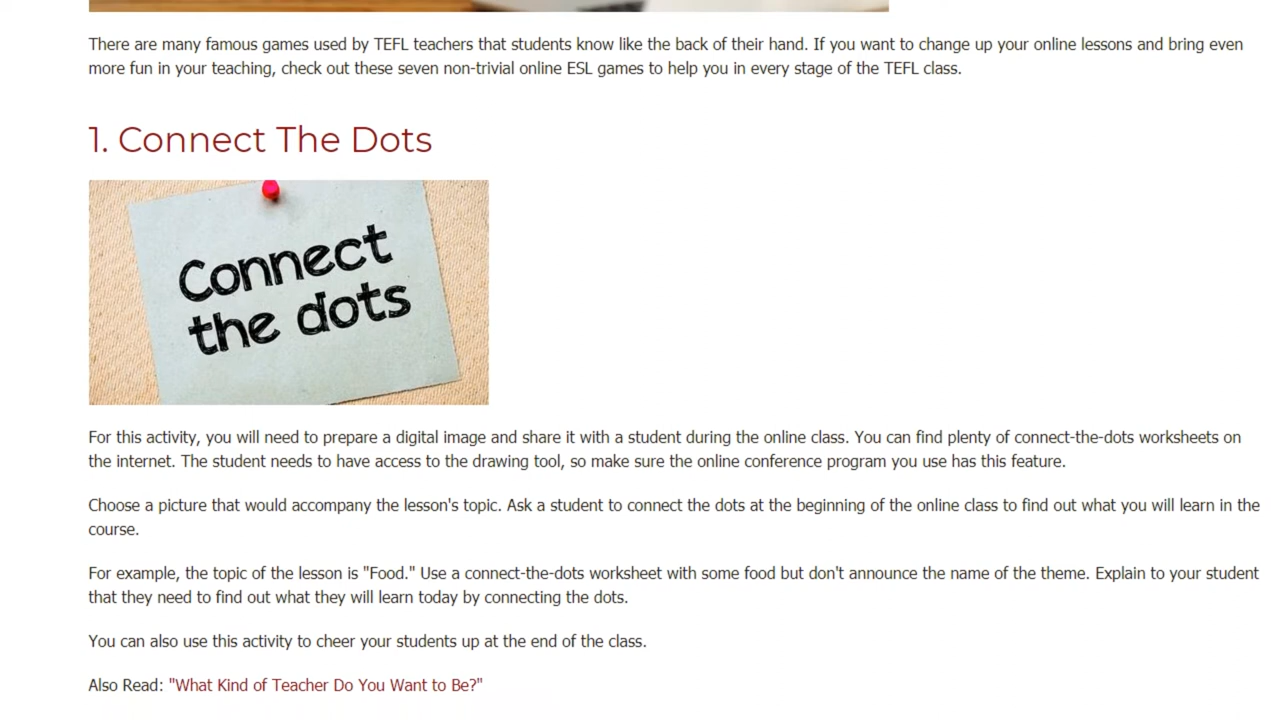 There are many famous games used by TEFL teachers that students know like the back of their hand. If you want to change up your online lessons and bring even
more fun in your teaching, check out these seven non-trivial online ESL games to help you in every stage of the TEFL class.
1. Connect The Dots
Connect
the dots
For this activity, you will need to prepare a digital image and share it with a student during the online class. You can find plenty of connect-the-dots worksheets on
the internet. The student needs to have access to the drawing tool, so make sure the online conference program you use has this feature.
Choose a picture that would accompany the lesson's topic. Ask a student to connect the dots at the beginning of the online class to find out what you will learn in the
course.
For example, the topic of the lesson is "Food." Use a connect-the-dots worksheet with some food but don't announce the name of the theme. Explain to your student
that they need to find out what they will learn today by connecting the dots.
You can also use this activity to cheer your students up at the end of the class.
Also Read: "What Kind of Teacher Do You Want to Be?"